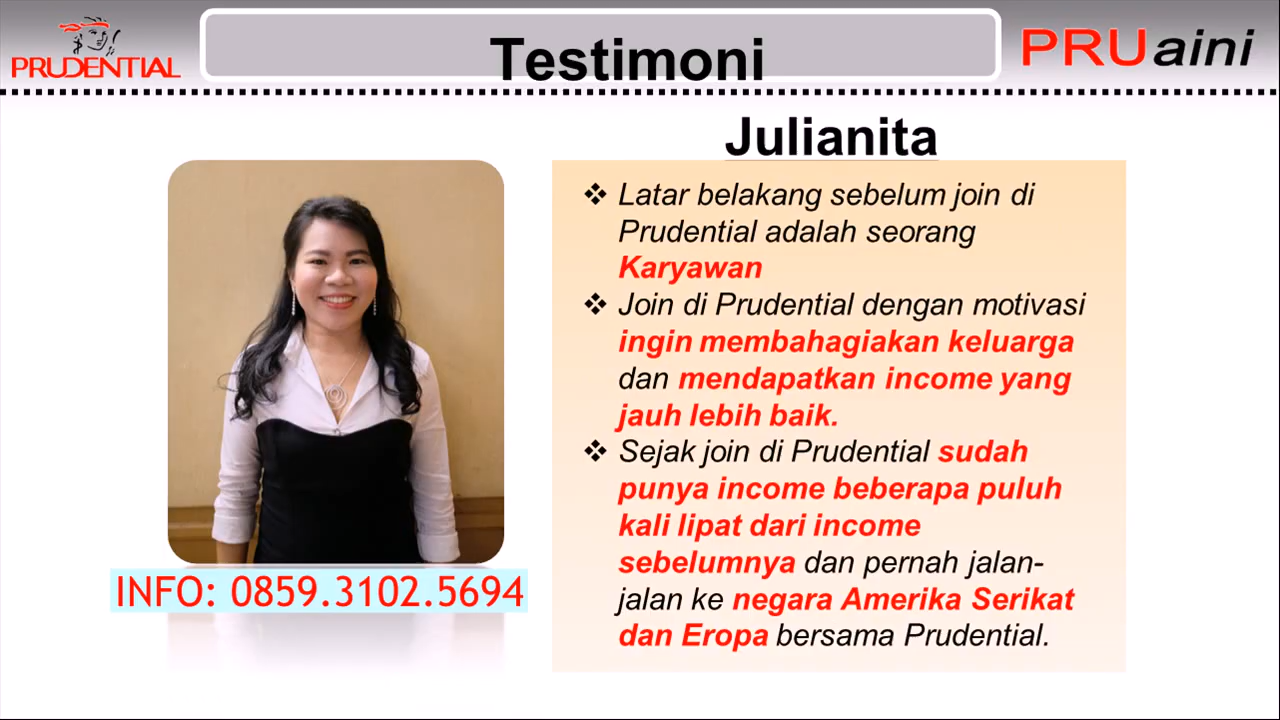 PRUDENTIAL
Testimoni
PRUaini
Julianita
❖ Latar belakang sebelum join di
Prudential adalah seorang
Karyawan
❖ Join di Prudential dengan motivasi
ingin membahagiakan keluarga
dan mendapatkan income yang
jauh lebih baik.
❖ Sejak join di Prudential sudah
punya income beberapa puluh
kali lipat dari income
sebelumnya dan pernah jalan-
jalan ke negara Amerika Serikat
dan Eropa bersama Prudential.
INFO: 0859.3102.5694